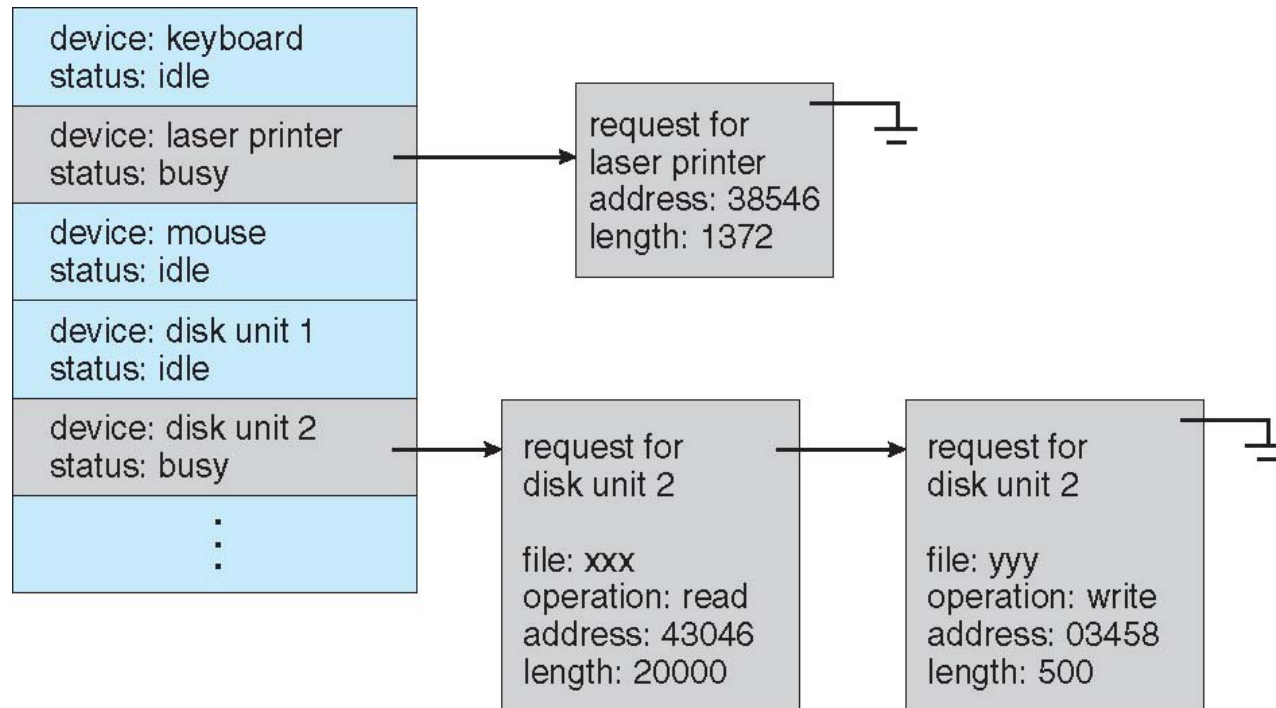 device: keyboard
status: idle
device: laser printer
status: busy
device: mouse
status: idle
device: disk unit 1
status: idle
device: disk unit 2
status: busy
request for
laser printer
address: 38546
length: 1372
request for
disk unit 2
file: xxx
operation: read
address: 43046
length: 20000
request for
disk unit 2
file: yyy
operation: write
address: 03458
length: 500